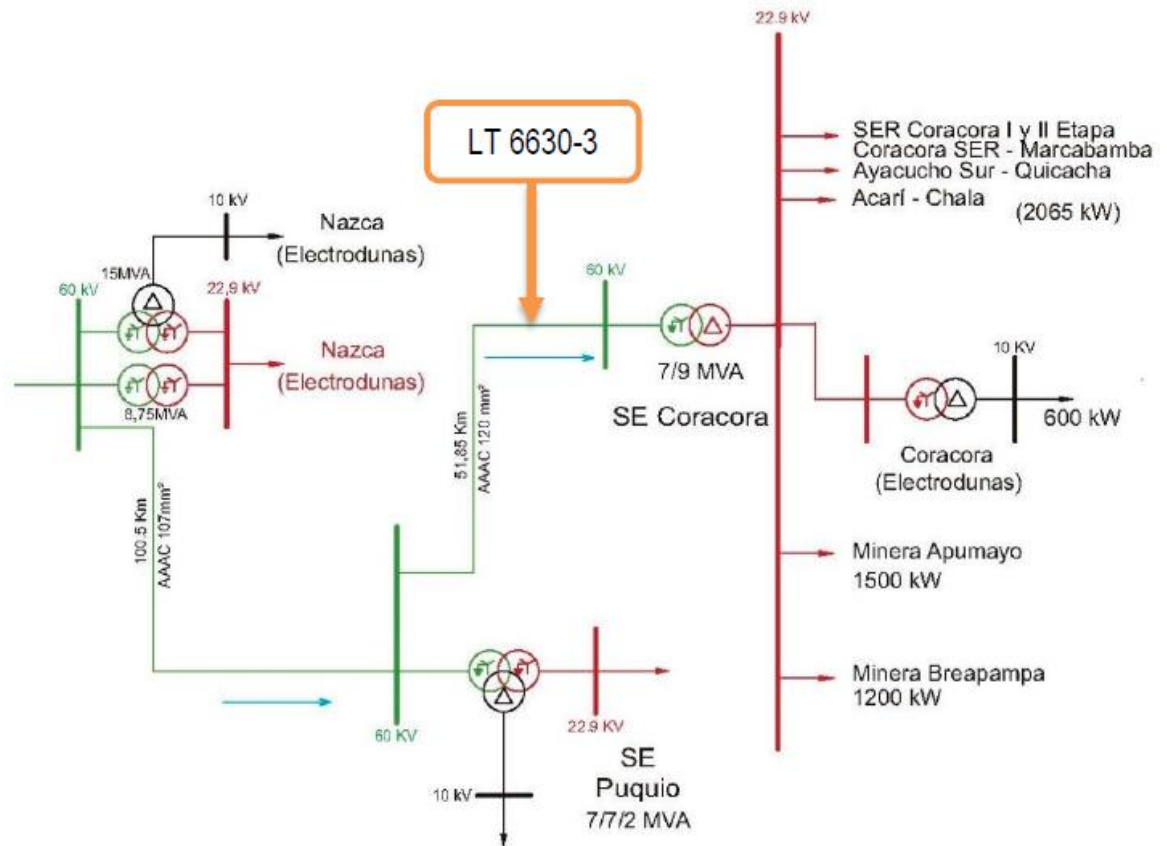 22.9 kV
LT 6630-3
SER Coracora I y II Etapa
Coracora SER - Marcabamba
Ayacucho Sur - Quicacha
Acarí - Chala
(2065 kW)
10 kV
Nazca
(Electrodunas)
15MVA
60 kV
22,9 kV
Nazca
(Electrodunas)
8,75MVA
60 kV
7/9 MVA
SE Coracora
10 KV
600 kW
Coracora
(Electrodunas)
51,85 Km
AAAC 120 mm²
100.5 Km
AAAC 107mm²
Minera Apumayo
1500 kW
Minera Breapampa
1200 kW
60 KV
22.9 KV
SE
Puquio
7/7/2 MVA
10 kV